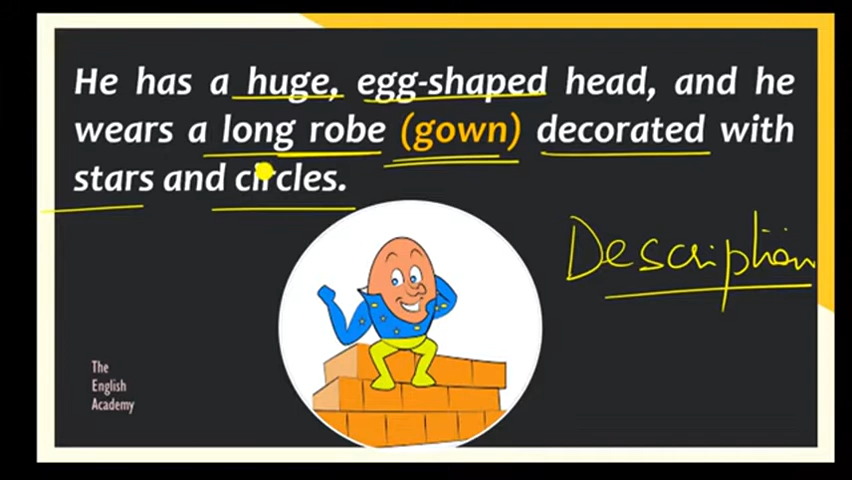 He has a huge, egg-shaped head, and he
wears a long robe (gown) decorated with
stars and circles.
Description
The
English
Academy